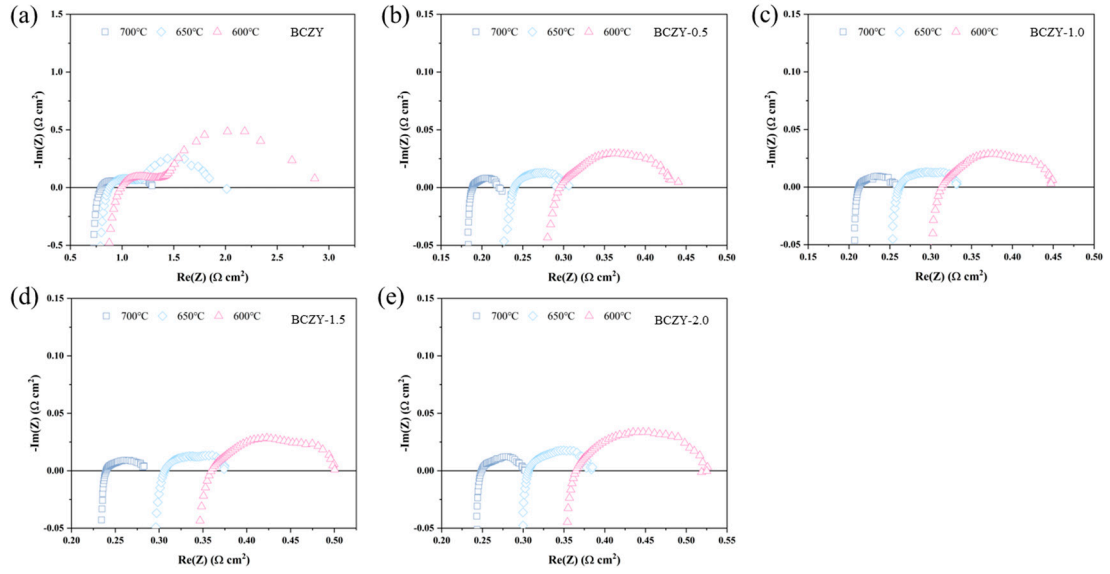 (a)
700℃ 650℃ 600℃ BCZY
1.5
1.0
0.5
0.0
-0.5
-Im(Z) (Ω cm²)
0.5 1.0 1.5 2.0 2.5 3.0
Re(Z) (Ω cm²)
(b)
700℃ 650℃ 600℃ BCZY-0.5
0.15
0.10
0.05
0.00
-0.05
-Im(Z) (Ω cm²)
0.15 0.20 0.25 0.30 0.35 0.40 0.45 0.50
Re(Z) (Ω cm²)
(c)
700℃ 650℃ 600℃ BCZY-1.0
0.15
0.10
0.05
0.00
-0.05
-Im(Z) (Ω cm²)
0.15 0.20 0.25 0.30 0.35 0.40 0.45 0.50
Re(Z) (Ω cm²)
(d)
700℃ 650℃ 600℃ BCZY-1.5
0.15
0.10
0.05
0.00
-0.05
-Im(Z) (Ω cm²)
0.20 0.25 0.30 0.35 0.40 0.45 0.50
Re(Z) (Ω cm²)
(e)
700℃ 650℃ 600℃ BCZY-2.0
0.15
0.10
0.05
0.00
-0.05
-Im(Z) (Ω cm²)
0.20 0.25 0.30 0.35 0.40 0.45 0.50 0.55
Re(Z) (Ω cm²)